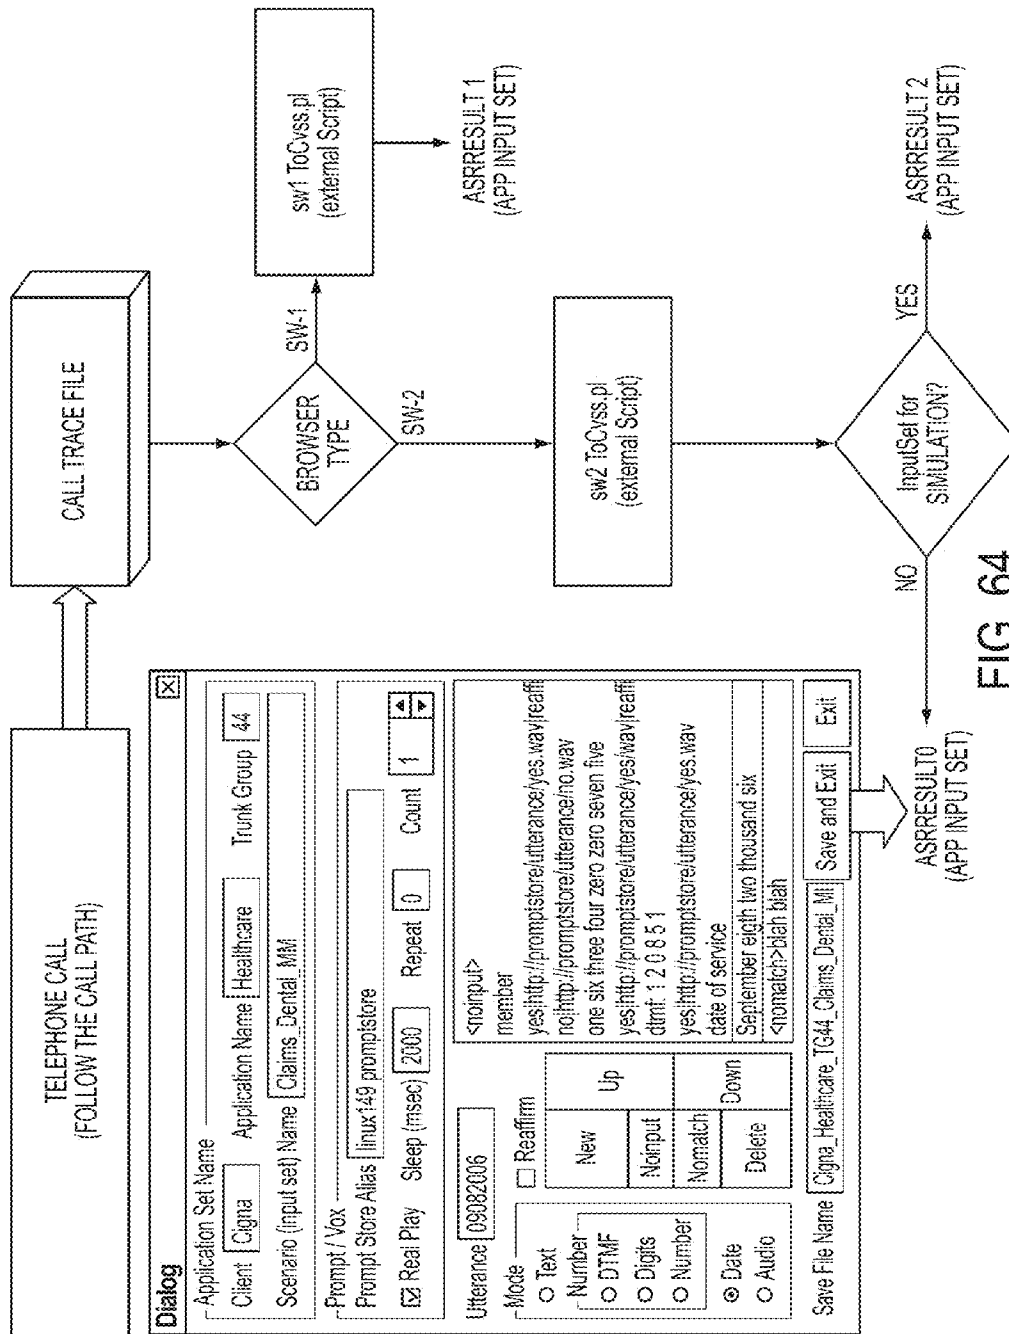 TELEPHONE CALL
(FOLLOW THE CALL PATH)
CALL TRACE FILE
BROWSER
TYPE
SW-1
sw1 ToCvss.pl
(external Script)
ASRRESULT 1
(APP INPUT SET)
SW-2
sw2 ToCvss.pl
(external Script)
InputSet for
SIMULATION?
YES
ASRRESULT 2
(APP INPUT SET)
NO
ASRRESULT0
(APP INPUT SET)
Dialog
Application Set Name
Client Cigna Application Name Healthcare Trunk Group 44
Scenario (input set) Name Claims_Dental_MM
Prompt / Vox
Prompt Store Alias linux149 promptstore
Real Play Sleep (msec) 2000 Repeat 0 Count 1
Utterance 09082006
Mode
Text
Number
DTMF
Digits
Number
Date
Audio
Reaffirm
New
Noinput
Nomatch
Delete
Up
Down
<noinput>
member
yes|http://promptstore/utterance/yes.wav|reaffi
no|http://promptstore/utterance/no.wav
one six three four zero zero seven five
yes|http://promptstore/utterance/yes/wav|reaffi
dtmf: 1 2 0 8 5 1
yes|http://promptstore/utterance/yes.wav
date of service
September eigth two thousand six
<nomatch>blah blah
Save File Name Cigna_Healthcare_TG44_Claims_Dental_MI Save and Exit Exit
FIG. 64